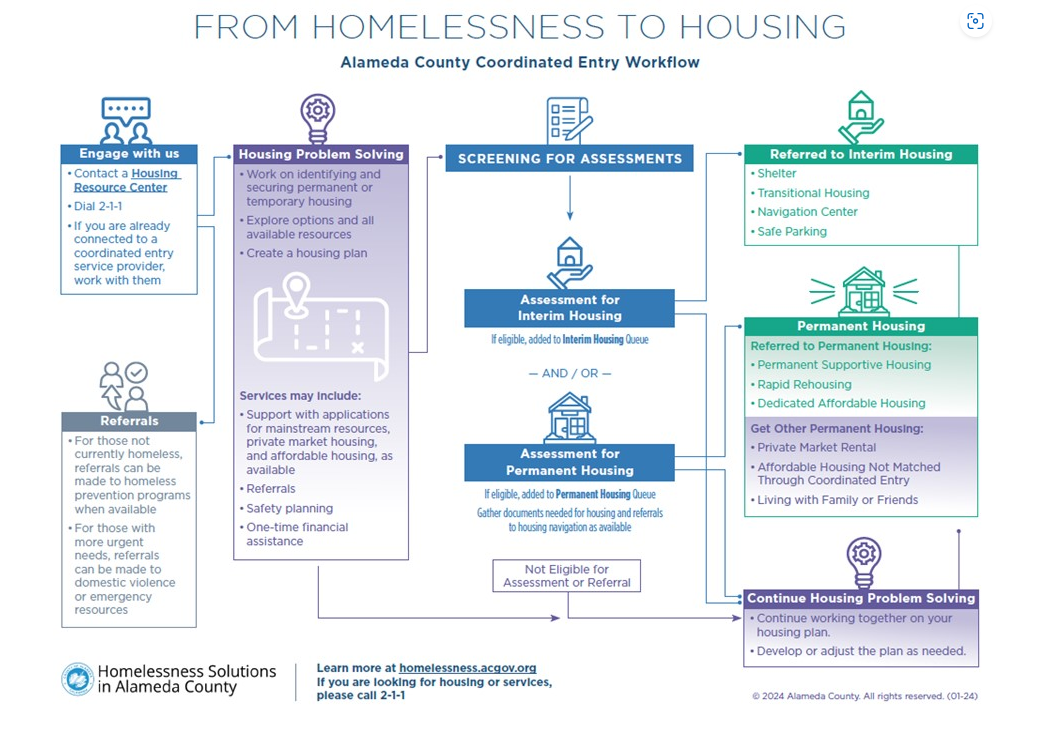 FROM HOMELESSNESS TO HOUSING
Alameda County Coordinated Entry Workflow
Engage with us
• Contact a Housing
Resource Center
• Dial 2-1-1
• If you are already
connected to a
coordinated entry
service provider,
work with them
Referrals
• For those not
currently homeless,
referrals can be
made to homeless
prevention programs
when available
• For those with
more urgent
needs, referrals
can be made to
domestic violence
or emergency
resources
Housing Problem Solving
• Work on identifying and
securing permanent or
temporary housing
• Explore options and all
available resources
• Create a housing plan
Services may include:
• Support with applications
for mainstream resources,
private market housing,
and affordable housing, as
available
• Referrals
• Safety planning
• One-time financial
assistance
SCREENING FOR ASSESSMENTS
Assessment for
Interim Housing
If eligible, added to Interim Housing Queue
— AND / OR —
Assessment for
Permanent Housing
If eligible, added to Permanent Housing Queue
Gather documents needed for housing and referrals
to housing navigation as available
Not Eligible for
Assessment or Referral
Referred to Interim Housing
• Shelter
• Transitional Housing
• Navigation Center
• Safe Parking
Permanent Housing
Referred to Permanent Housing:
• Permanent Supportive Housing
• Rapid Rehousing
• Dedicated Affordable Housing
Get Other Permanent Housing:
• Private Market Rental
• Affordable Housing Not Matched
Through Coordinated Entry
• Living with Family or Friends
Continue Housing Problem Solving
• Continue working together on your
housing plan.
• Develop or adjust the plan as needed.
Homelessness Solutions
in Alameda County
Learn more at homelessness.acgov.org
If you are looking for housing or services,
please call 2-1-1
© 2024 Alameda County. All rights reserved. (01-24)